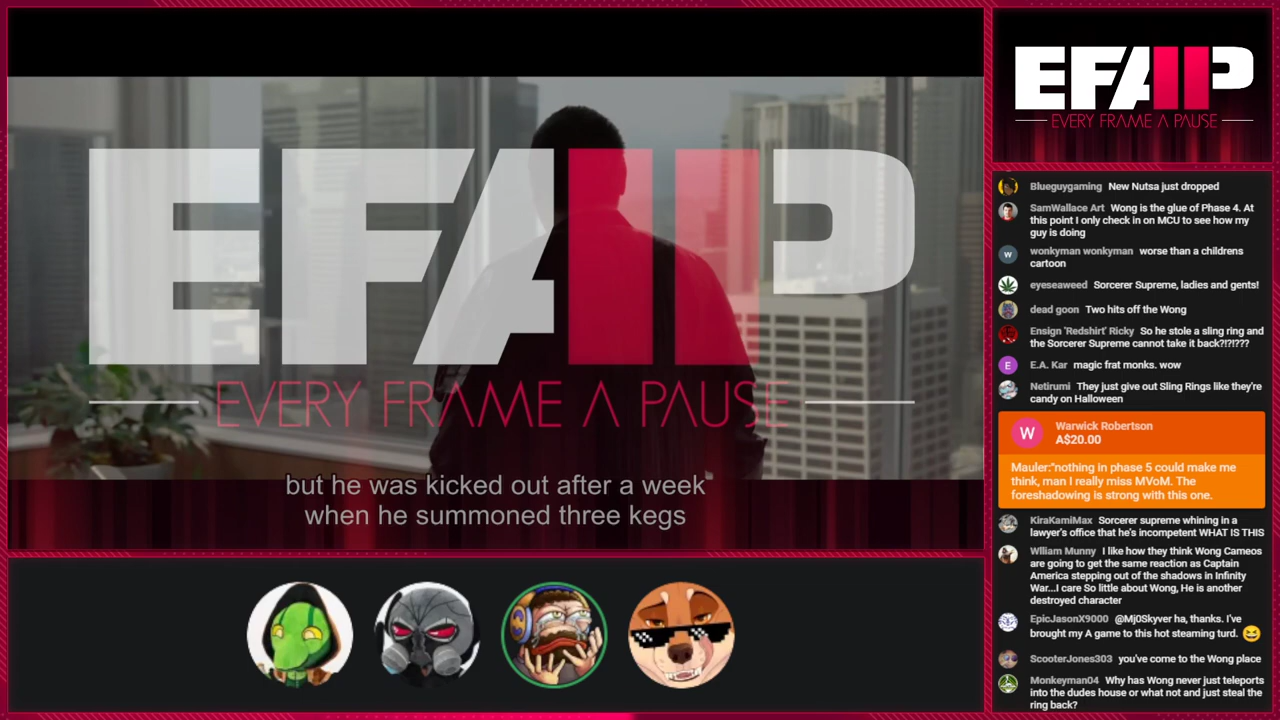 EFAP
EVERY FRAME A PAUSE
but he was kicked out after a week
when he summoned three kegs
EFAP
EVERY FRAME A PAUSE
Blueguygaming New Nutsa just dropped
SamWallace Art Wong is the glue of Phase 4. At
this point I only check in on MCU to see how my
guy is doing
W
wonkyman wonkyman worse than a childrens
cartoon
eyeseaweed Sorcerer Supreme, ladies and gents!
dead goon Two hits off the Wong
Ensign 'Redshirt' Ricky So he stole a sling ring and
the Sorcerer Supreme cannot take it back?!?!???
E
E.A. Kar magic frat monks. wow
Netirumi They just give out Sling Rings like they're
candy on Halloween
W
Warwick Robertson
A$20.00
Mauler:"nothing in phase 5 could make me
think, man I really miss MVoM. The
foreshadowing is strong with this one.
KiraKamiMax Sorcerer supreme whining in a
lawyer's office that he's incompetent WHAT IS THIS
Wlliam Munny I like how they think Wong Cameos
are going to get the same reaction as Captain
America stepping out of the shadows in Infinity
War...I care So little about Wong, He is another
destroyed character
EpicJasonX9000 @Mj0Skyver ha, thanks. I've
brought my A game to this hot steaming turd. 😆
ScooterJones303 you've come to the Wong place
Monkeyman04 Why has Wong never just teleports
into the dudes house or what not and just steal the
ring back?